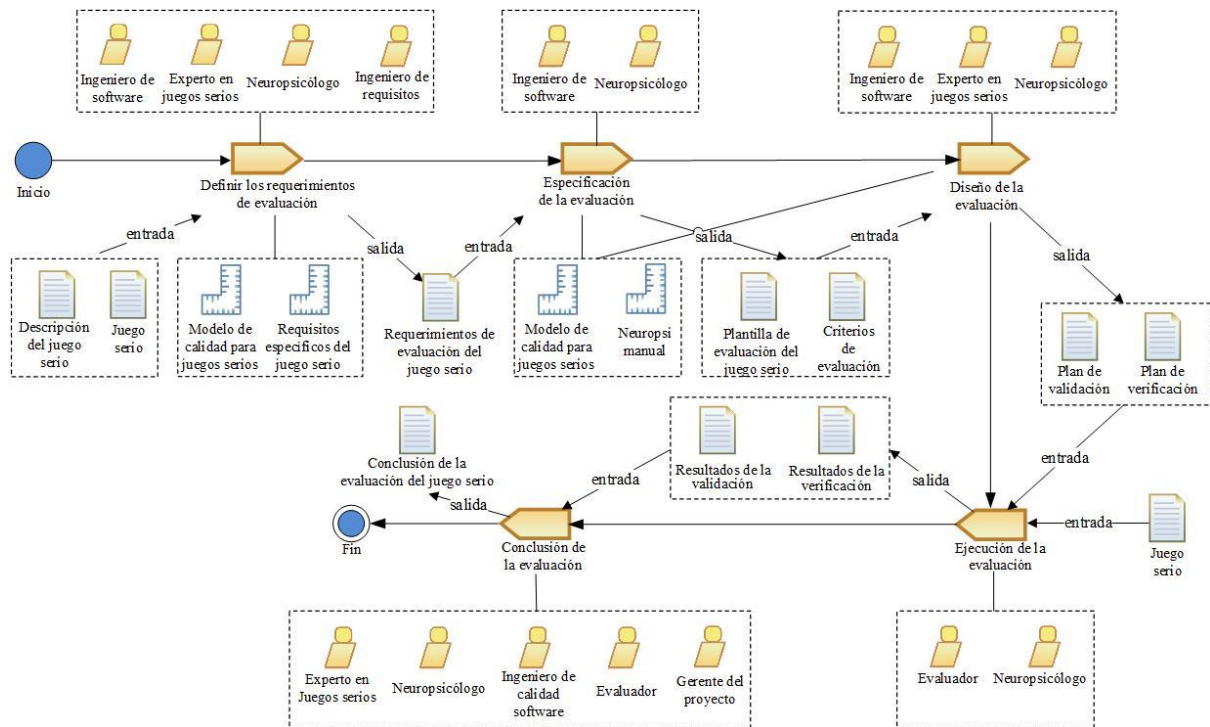 Ingeniero de
software
Experto en
juegos serios
Neuropsicólogo
Ingeniero de
requisitos
Ingeniero de
software
Neuropsicólogo
Ingeniero de
software
Experto en
juegos serios
Neuropsicólogo
Inicio
Definir los requerimientos
de evaluación
Especificación
de la evaluación
Diseño de la
evaluación
entrada
salida
entrada
salida
entrada
salida
Descripción
del juego
serio
Juego
serio
Modelo de
calidad para
juegos serios
Requisitos
específicos del
juego serio
Requerimientos de
evaluación del
juego serio
Modelo de
calidad para
juegos serios
Neuropsi
manual
Plantilla de
evaluación del
juego serio
Criterios
de
evaluación
Plan de
validación
Plan de
verificación
Conclusión de la
evaluación del juego serio
salida
entrada
Resultados de la
validación
Resultados de la
verificación
salida
entrada
entrada
Fin
Conclusión de
la evaluación
Ejecución de la
evaluación
Juego
serio
Experto en
Juegos serios
Neuropsicólogo
Ingeniero de
calidad
software
Evaluador
Gerente del
proyecto
Evaluador
Neuropsicólogo